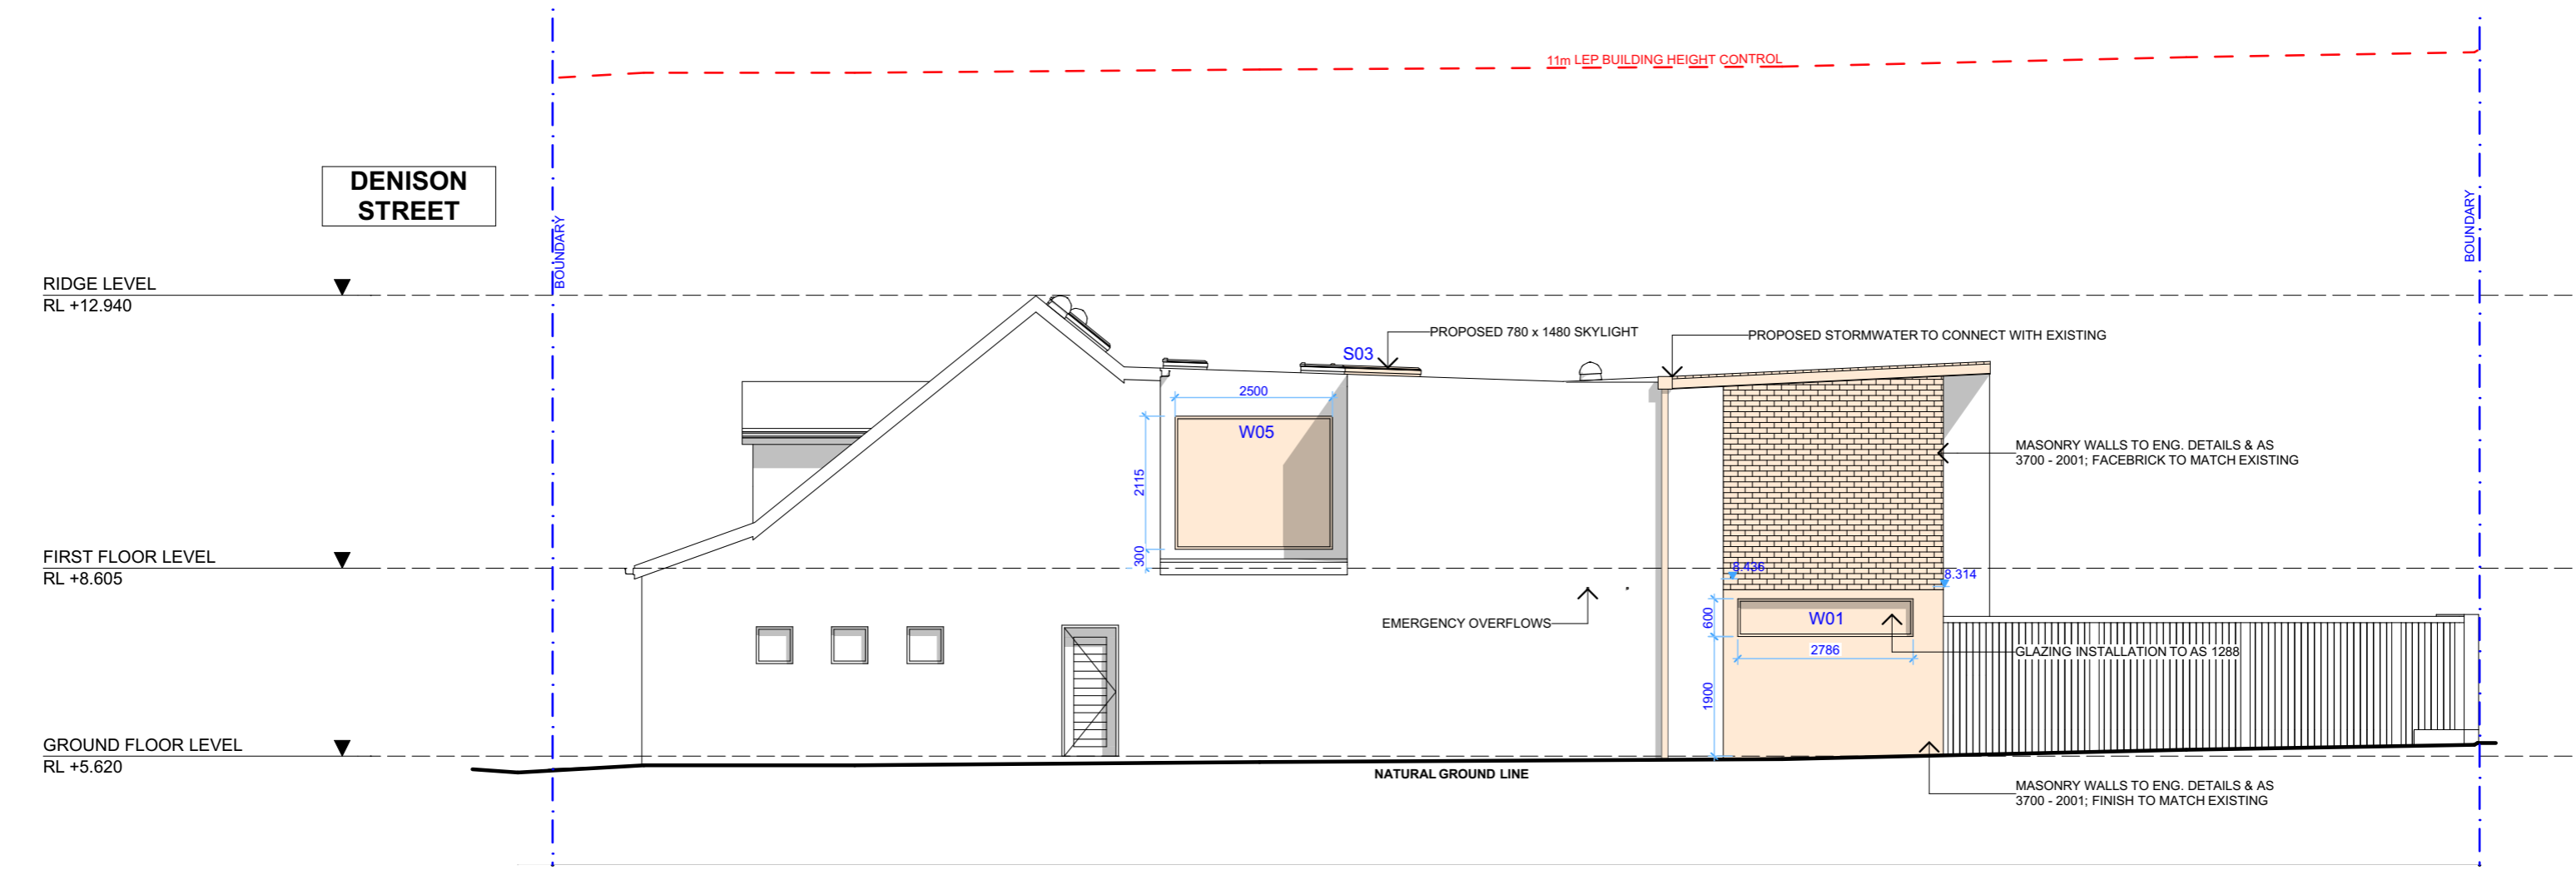 11m LEP BUILDING HEIGHT CONTROL
DENISON
STREET
BOUNDARY
BOUNDARY
RIDGE LEVEL
RL +12.940
PROPOSED 780 x 1480 SKYLIGHT
PROPOSED STORMWATER TO CONNECT WITH EXISTING
S03
2500
W05
2115
300
MASONRY WALLS TO ENG. DETAILS & AS
3700 - 2001; FACEBRICK TO MATCH EXISTING
FIRST FLOOR LEVEL
RL +8.605
8.436
8.314
EMERGENCY OVERFLOWS
600
W01
2786
GLAZING INSTALLATION TO AS 1288
1900
GROUND FLOOR LEVEL
RL +5.620
NATURAL GROUND LINE
MASONRY WALLS TO ENG. DETAILS & AS
3700 - 2001; FINISH TO MATCH EXISTING